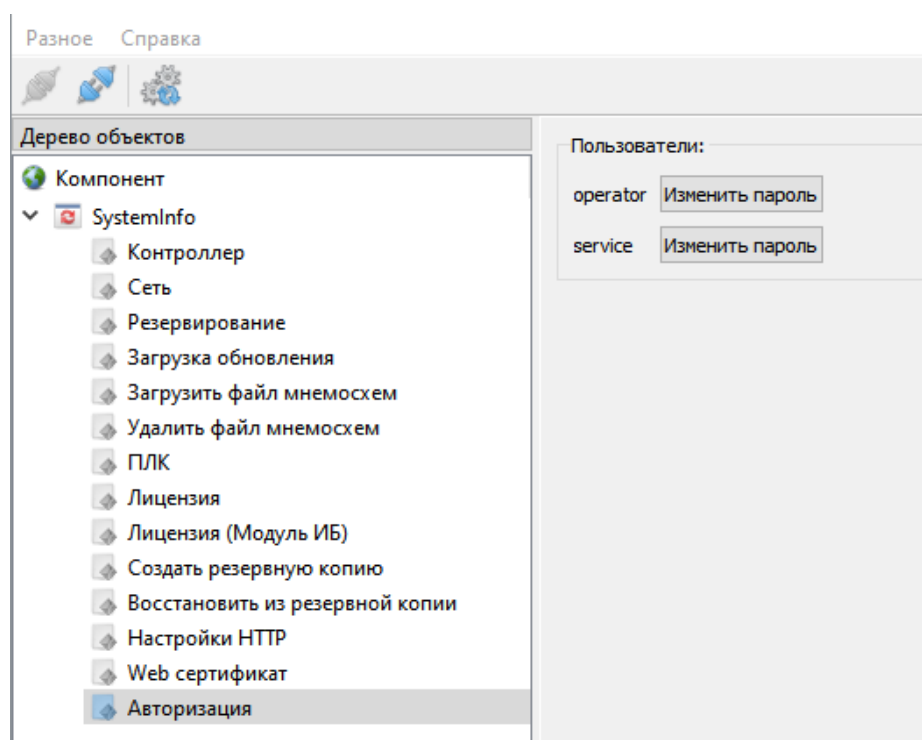 Разное Справка
Дерево объектов
Компонент
SystemInfo
Контроллер
Сеть
Резервирование
Загрузка обновления
Загрузить файл мнемосхем
Удалить файл мнемосхем
ПЛК
Лицензия
Лицензия (Модуль ИБ)
Создать резервную копию
Восстановить из резервной копии
Настройки HTTP
Web сертификат
Авторизация
Пользователи:
operator Изменить пароль
service Изменить пароль